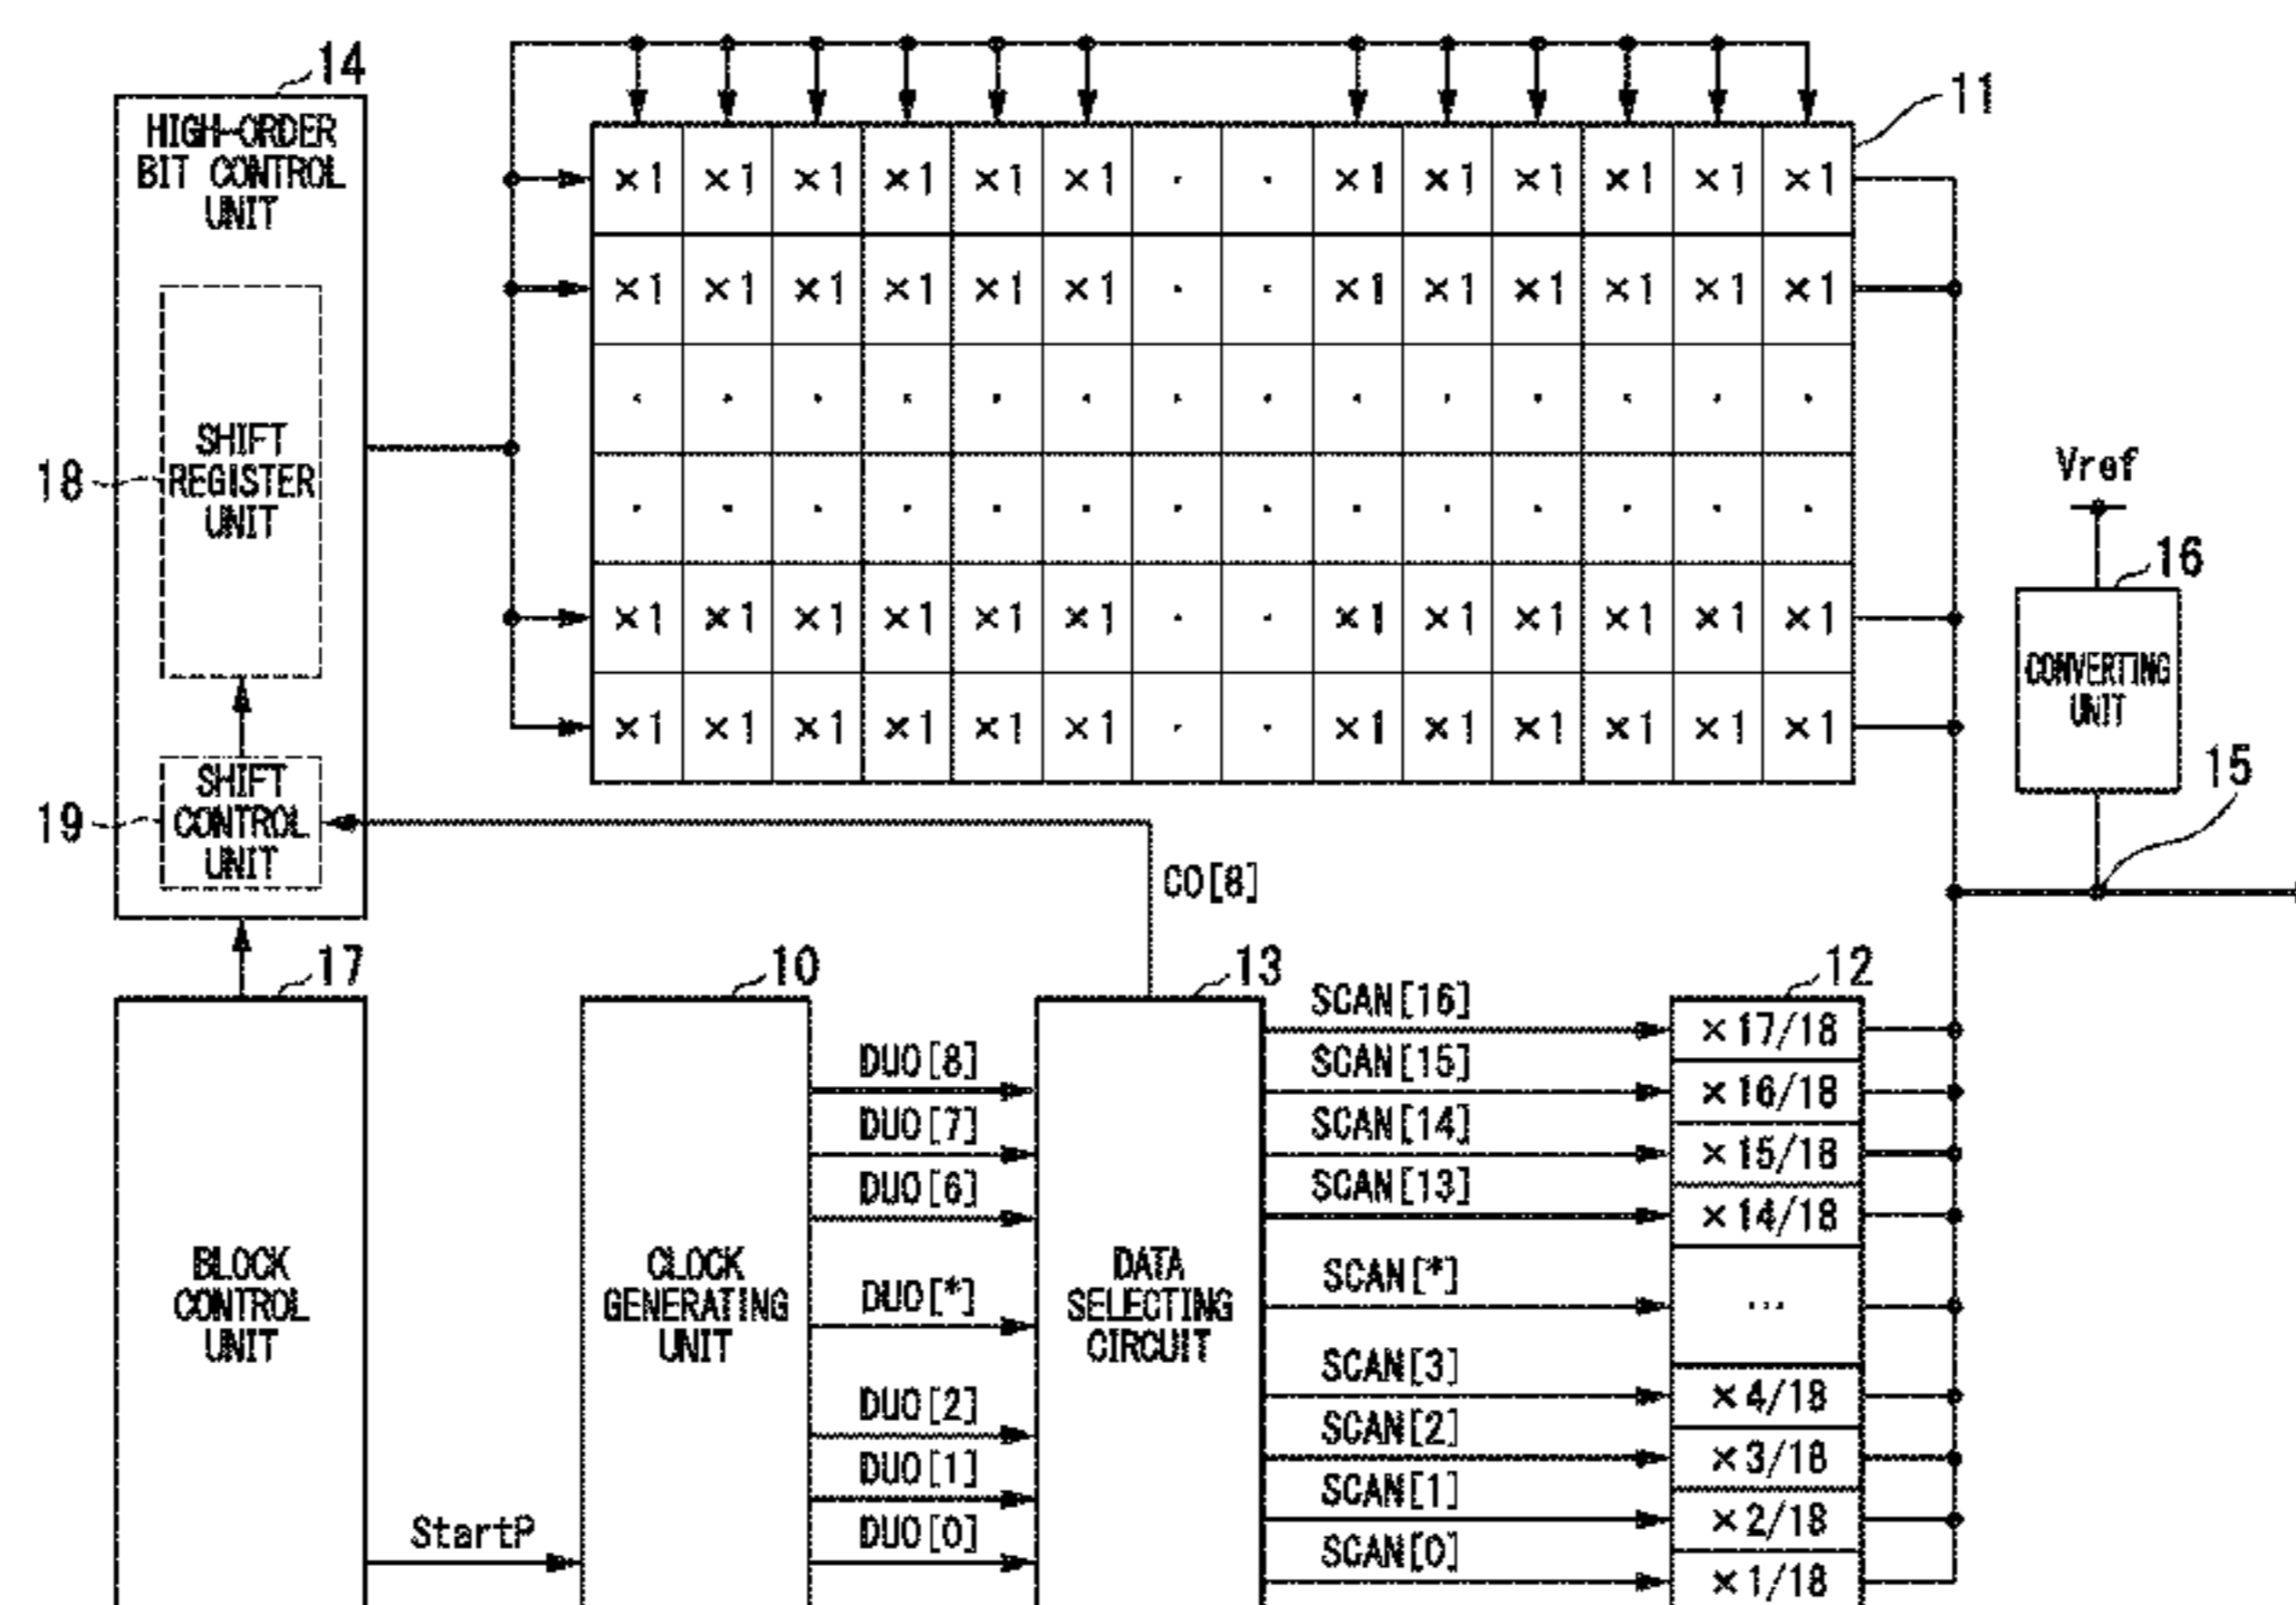 14
HIGH-ORDER
BIT CONTROL
UNIT
11
×1 ×1 ×1 ×1 ×1 ×1 · · ×1 ×1 ×1 ×1 ×1 ×1
×1 ×1 ×1 ×1 ×1 ×1 · · ×1 ×1 ×1 ×1 ×1 ×1
· · · · · · · · · · · · · ·
· · · · · · · · · · · · · ·
×1 ×1 ×1 ×1 ×1 ×1 · · ×1 ×1 ×1 ×1 ×1 ×1
×1 ×1 ×1 ×1 ×1 ×1 · · ×1 ×1 ×1 ×1 ×1 ×1
18
SHIFT
REGISTER
UNIT
Vref
16
CONVERTING
UNIT
15
19
SHIFT
CONTROL
UNIT
CO[8]
17
BLOCK
CONTROL
UNIT
StartP
10
CLOCK
GENERATING
UNIT
DUO[8]
DUO[7]
DUO[6]
DUO[*]
DUO[2]
DUO[1]
DUO[0]
13
DATA
SELECTING
CIRCUIT
SCAN[16]
SCAN[15]
SCAN[14]
SCAN[13]
SCAN[*]
SCAN[3]
SCAN[2]
SCAN[1]
SCAN[0]
12
×17/18
×16/18
×15/18
×14/18
...
×4/18
×3/18
×2/18
×1/18